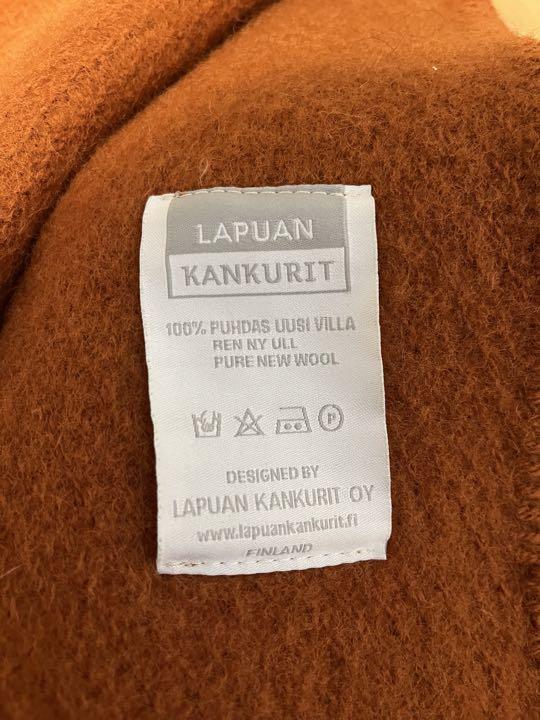 LAPUAN
KANKURIT
100% PUHDAS UUSI VILLA
REN NY ULL
PURE NEW WOOL
P
DESIGNED BY
LAPUAN KANKURIT OY
www.lapuankankurit.fi
FINLAND